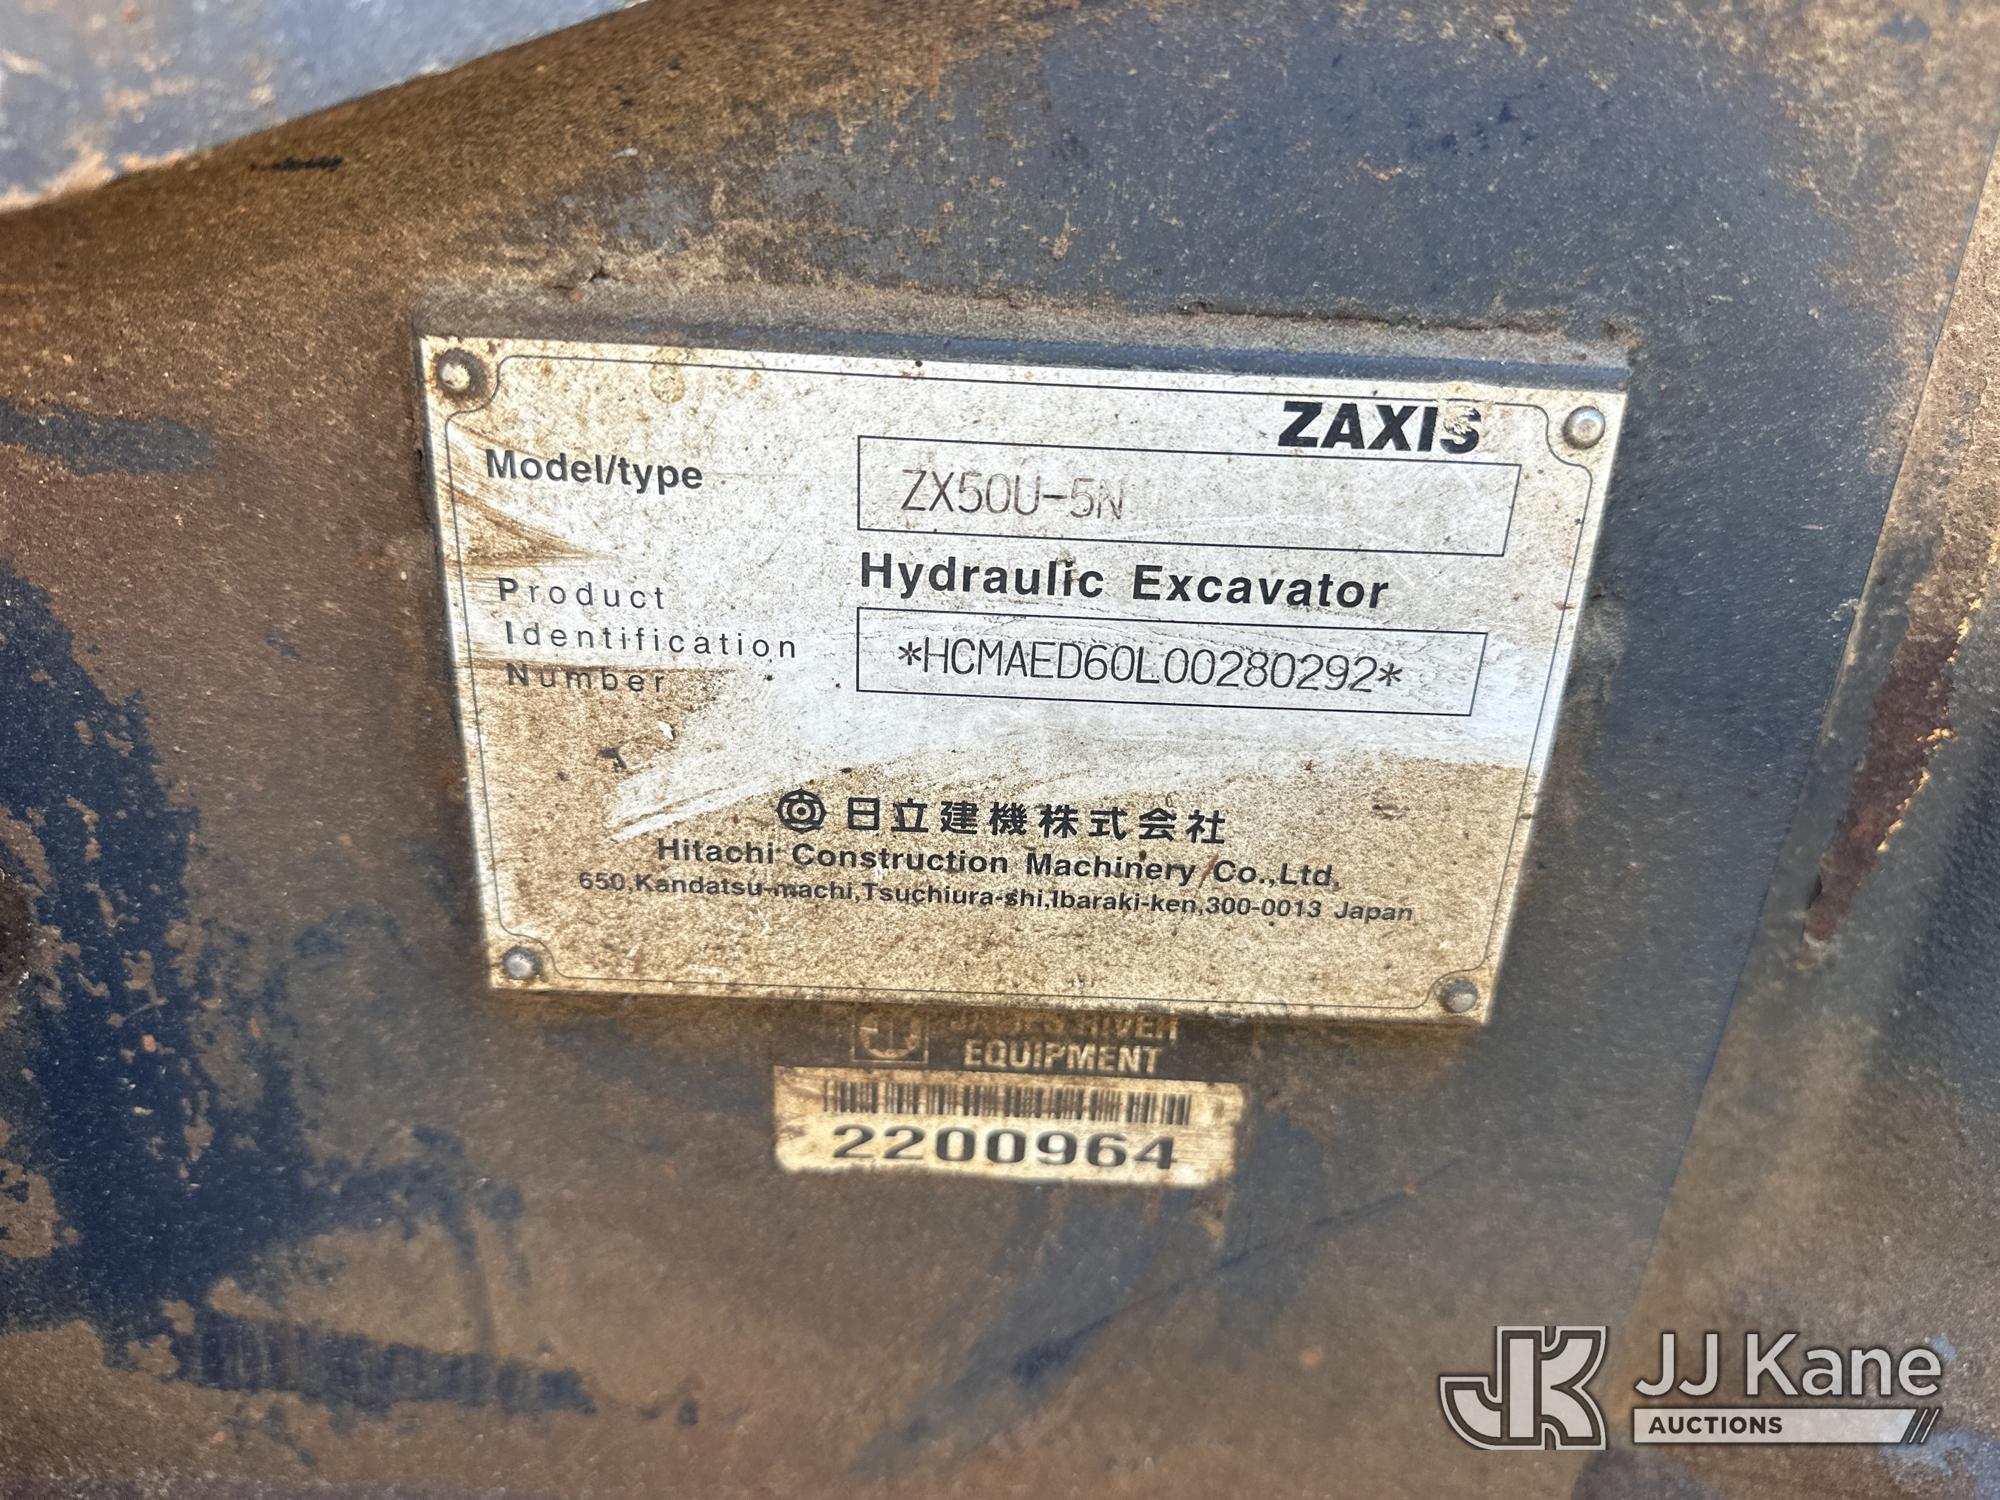 ZAXIS
Model/type ZX50U-5N
Hydraulic Excavator
Product
Identification
Number
*HCMAED60L00280292*
日立建機株式会社
Hitachi Construction Machinery Co.,Ltd.
650,Kandatsu-machi,Tsuchiura-shi,Ibaraki-ken,300-0013 Japan
RIVER
EQUIPMENT
2200964
JK JJ Kane
AUCTIONS